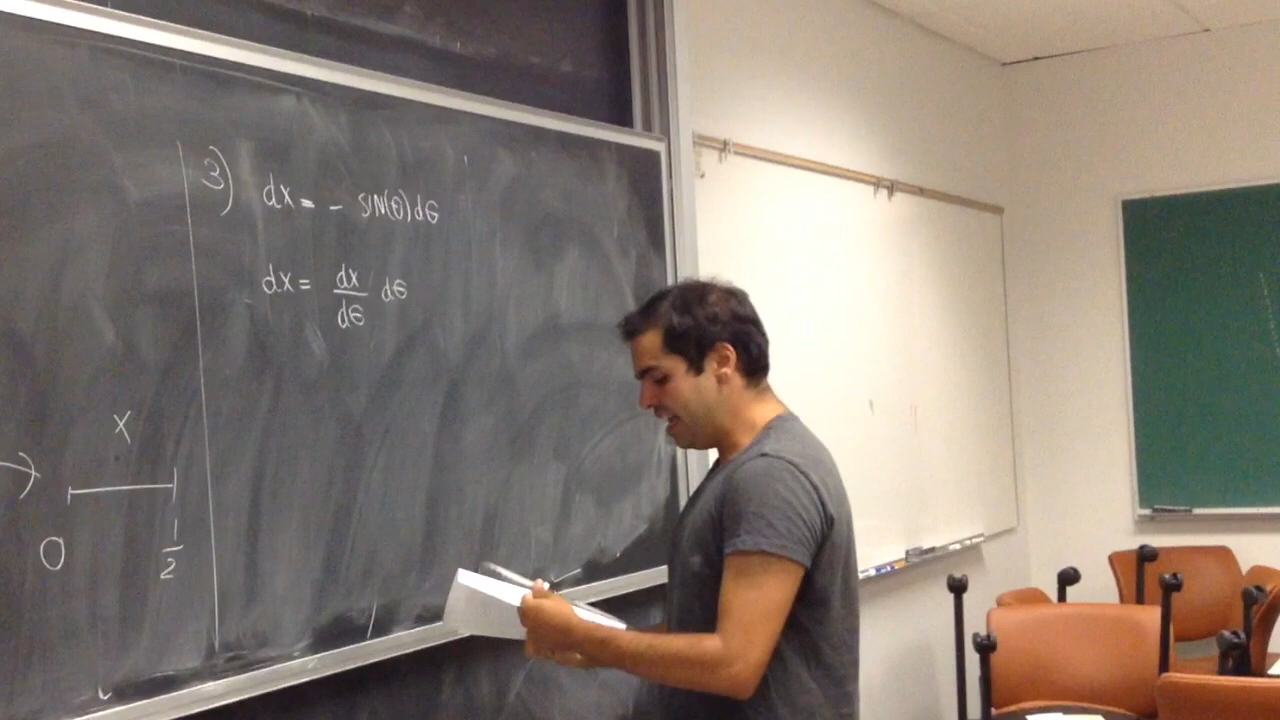 3) dx = - SIN(θ)dθ
dx = dx/dθ dθ
x
0 1/2